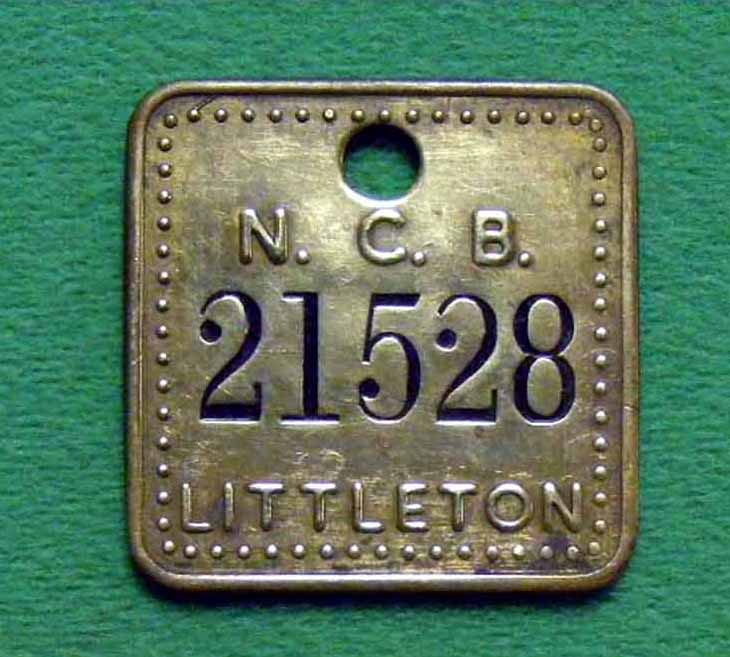 N. C. B.
21528
LITTLETON